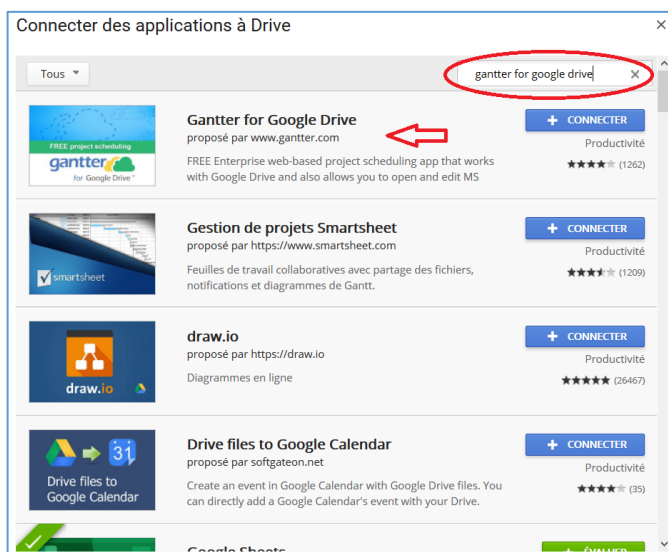 Connecter des applications à Drive
Tous
gantter for google drive
FREE project scheduling
gantter
for Google Drive™
Gantter for Google Drive
proposé par www.gantter.com
FREE Enterprise web-based project scheduling app that works
with Google Drive and also allows you to open and edit MS
+ CONNECTER
Productivité
(1262)
smartsheet
Gestion de projets Smartsheet
proposé par https://www.smartsheet.com
Feuilles de travail collaboratives avec partage des fichiers,
notifications et diagrammes de Gantt.
+ CONNECTER
Productivité
(1209)
draw.io
draw.io
proposé par https://draw.io
Diagrammes en ligne
+ CONNECTER
Productivité
(26467)
31
Drive files to
Google Calendar
Drive files to Google Calendar
proposé par softgateon.net
Create an event in Google Calendar with Google Drive files. You
can directly add a Google Calendar's event with your Drive.
+ CONNECTER
Productivité
(35)
Google Sheets
+ ÉVALUER